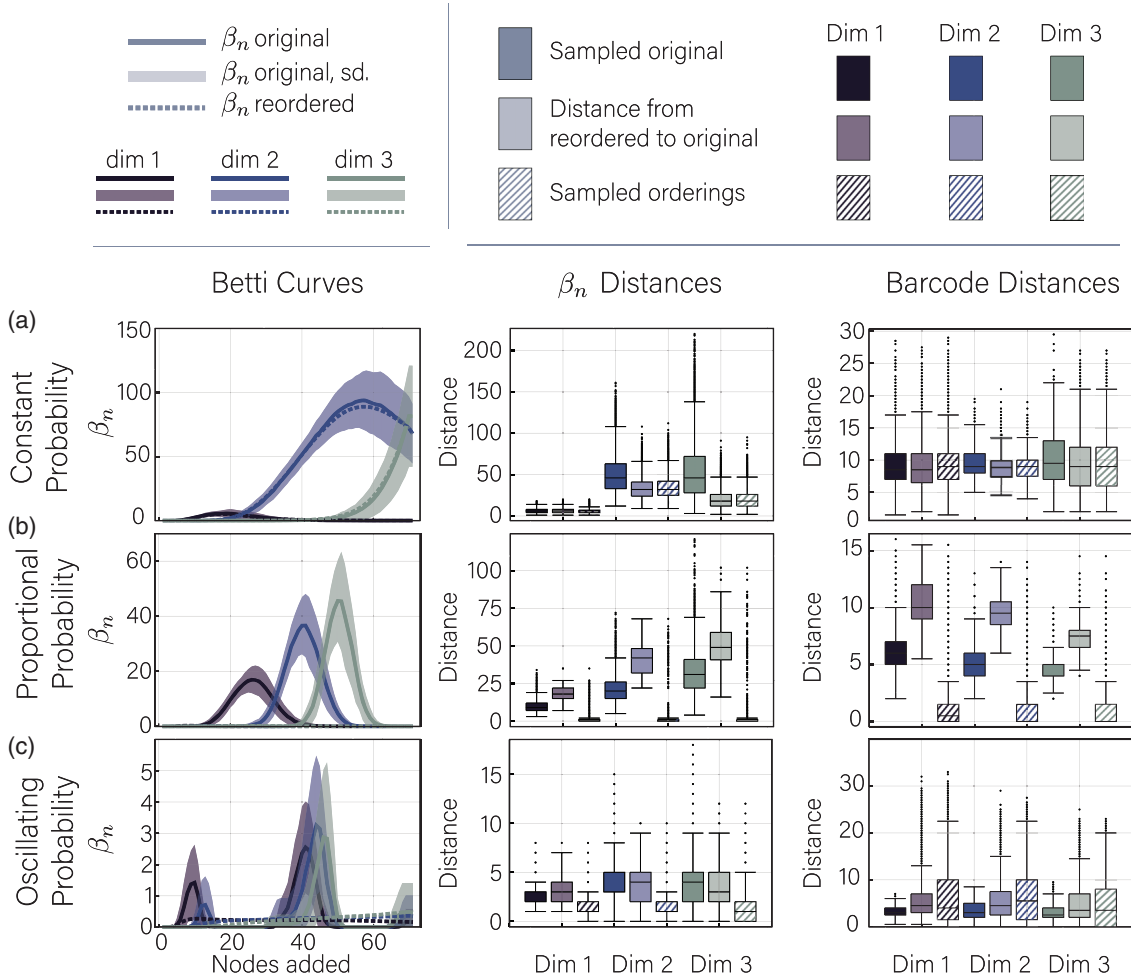 βn original
βn original, sd.
βn reordered
dim 1 dim 2 dim 3
Sampled original
Distance from
reordered to original
Sampled orderings
Dim 1 Dim 2 Dim 3
Betti Curves
βn Distances
Barcode Distances
(a)
Constant
Probability
βn
150
100
50
0
Distance
200
150
100
50
0
Distance
30
25
20
15
10
5
0
(b)
Proportional
Probability
βn
60
40
20
0
Distance
100
75
50
25
0
Distance
15
10
5
0
(c)
Oscillating
Probability
βn
5
4
3
2
1
0
0 20 40 60
Nodes added
Distance
15
10
5
0
Dim 1 Dim 2 Dim 3
Distance
30
20
10
0
Dim 1 Dim 2 Dim 3